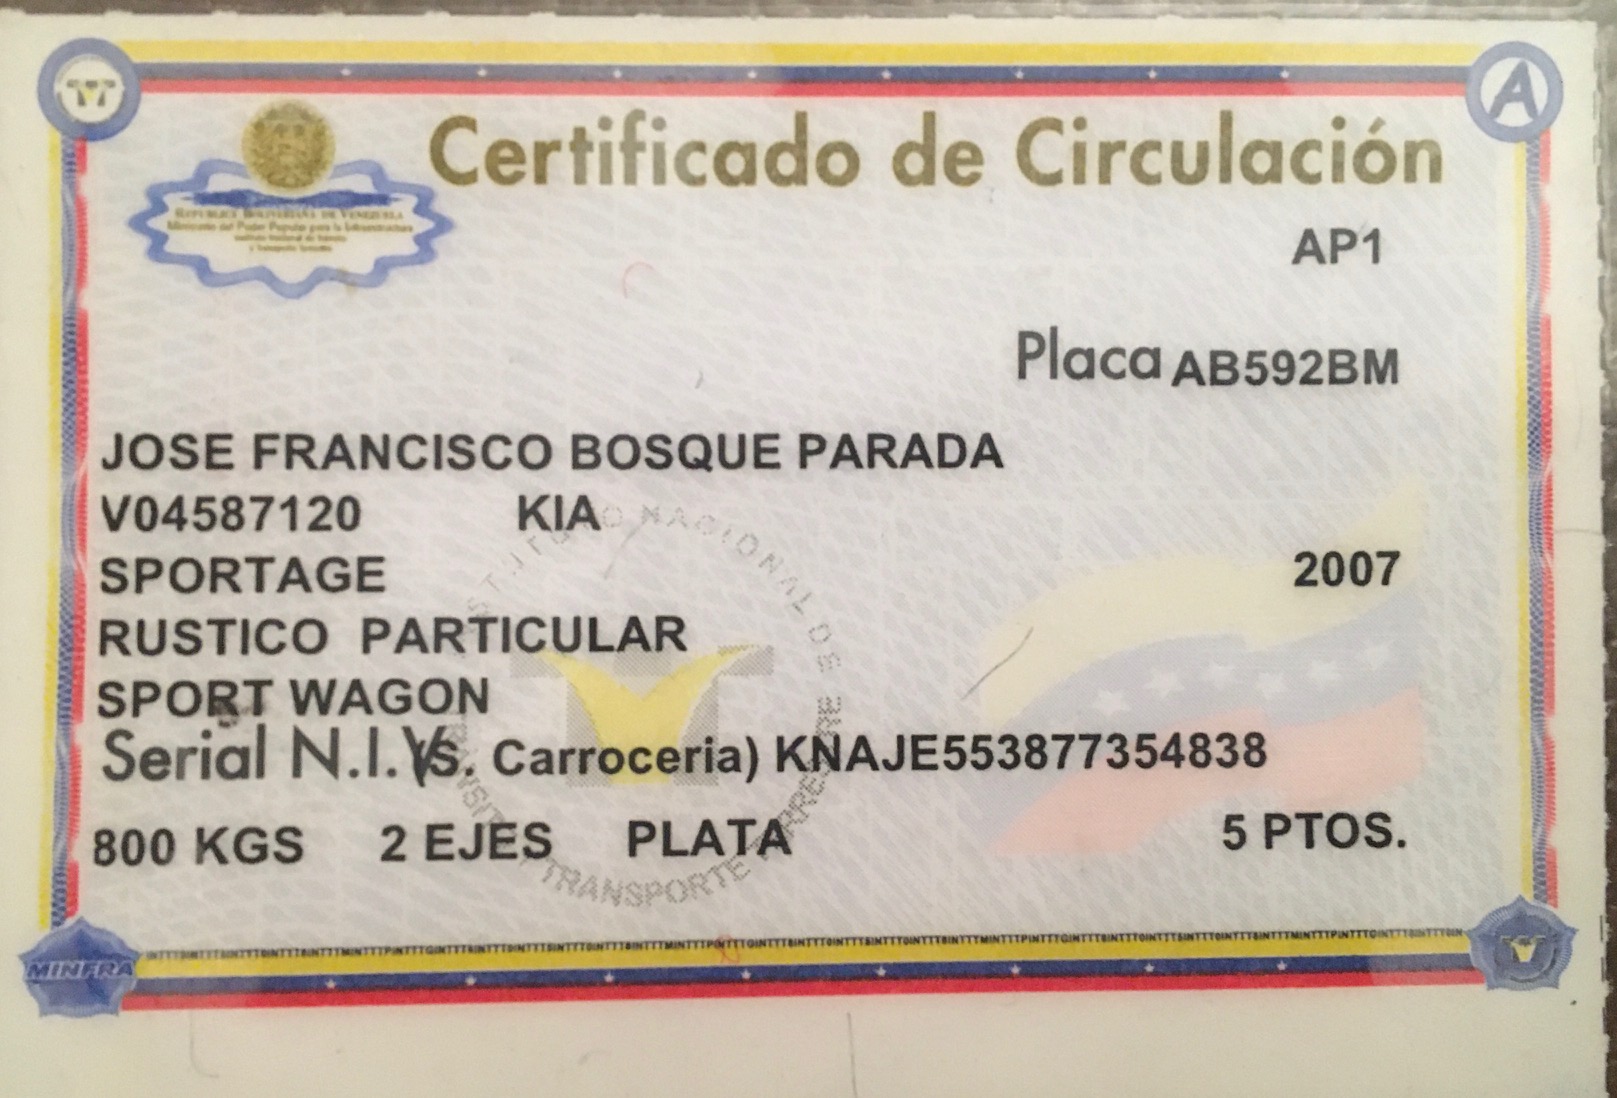 Certificado de Circulación
REPUBLICA BOLIVARIANA DE VENEZUELA
Ministerio del Poder Popular para la Infraestructura
Instituto Nacional de Tránsito
y Transporte Terrestre
A
AP1
Placa AB592BM
JOSE FRANCISCO BOSQUE PARADA
V04587120 KIA
SPORTAGE 2007
RUSTICO PARTICULAR
SPORT WAGON
Serial N.I.V(s. Carroceria) KNAJE553877354838
800 KGS 2 EJES PLATA 5 PTOS.
INSTITUTO NACIONAL DE TRANSITO Y TRANSPORTE TERRESTRE
MINFRA